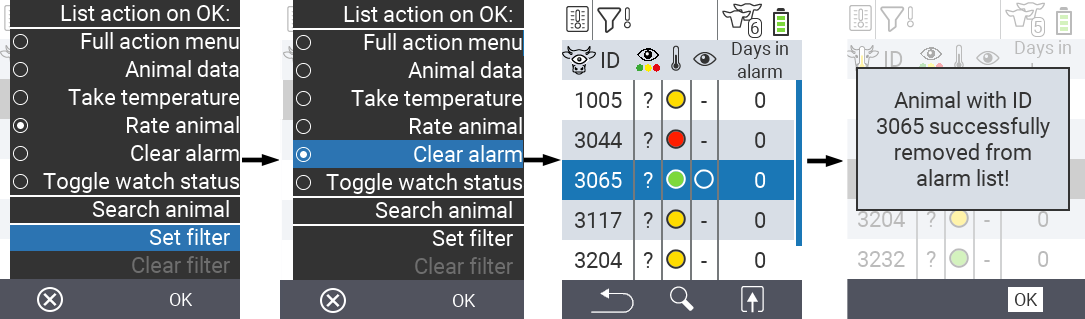 List action on OK:
Full action menu
Animal data
Take temperature
Rate animal
Clear alarm
Toggle watch status
Search animal
Set filter
Clear filter
OK
List action on OK:
Full action menu
Animal data
Take temperature
Rate animal
Clear alarm
Toggle watch status
Search animal
Set filter
Clear filter
OK
6
ID Days in
alarm
1005 ? - 0
3044 ? - 0
3065 ? 0
3117 ? - 0
3204 ? - 0
5
ID Days in
alarm
Animal with ID
3065 successfully
removed from
alarm list!
3204 ? - 0
3232 ? - 0
OK